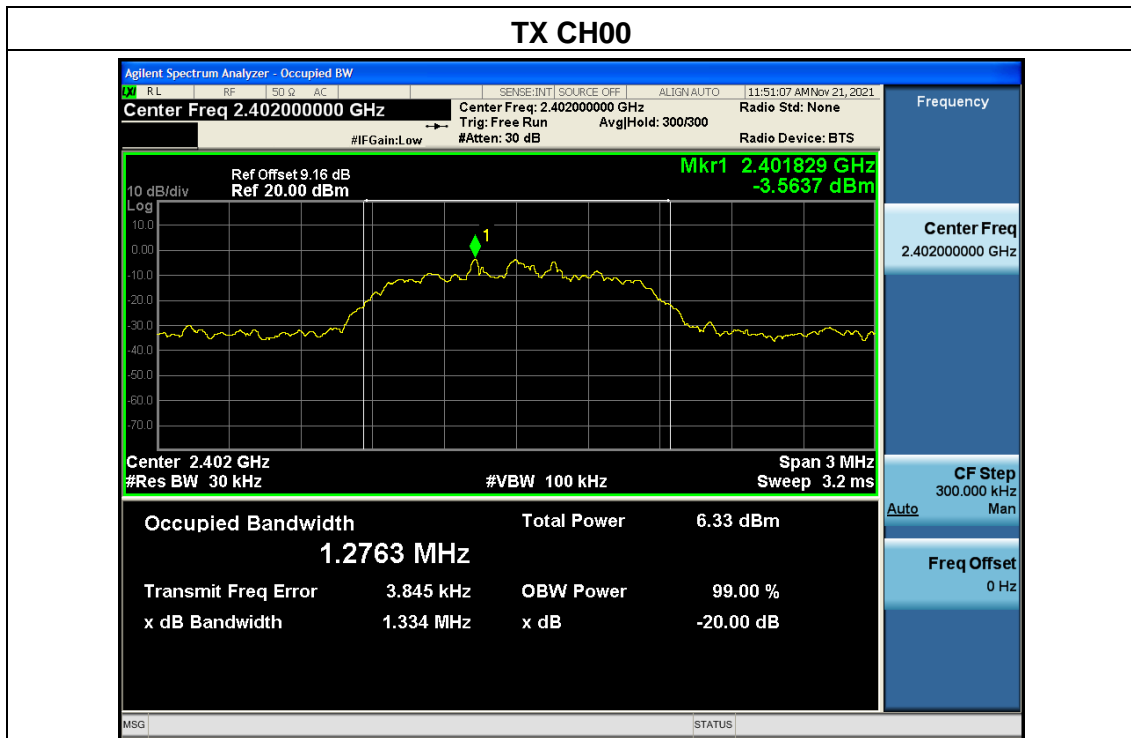 TX CH00
Agilent Spectrum Analyzer - Occupied BW
LXI RL RF 50 Ω AC SENSE:INT SOURCE OFF ALIGN AUTO 11:51:07 AM Nov 21, 2021
Center Freq 2.402000000 GHz
Center Freq: 2.402000000 GHz Radio Std: None
Trig: Free Run Avg|Hold: 300/300
#IFGain:Low #Atten: 30 dB Radio Device: BTS
Frequency
Mkr1 2.401829 GHz
-3.5637 dBm
Ref Offset 9.16 dB
10 dB/div Ref 20.00 dBm
Log
10.0
0.00
-10.0
-20.0
-30.0
-40.0
-50.0
-60.0
-70.0
1
Center 2.402 GHz Span 3 MHz
#Res BW 30 kHz #VBW 100 kHz Sweep 3.2 ms
Center Freq
2.402000000 GHz
CF Step
300.000 kHz
Auto Man
Freq Offset
0 Hz
Occupied Bandwidth Total Power 6.33 dBm
1.2763 MHz
Transmit Freq Error 3.845 kHz OBW Power 99.00 %
x dB Bandwidth 1.334 MHz x dB -20.00 dB
MSG STATUS